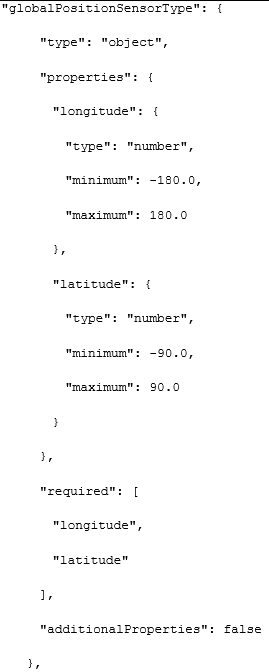 "globalPositionSensorType": {
"type": "object",
"properties": {
"longitude": {
"type": "number",
"minimum": -180.0,
"maximum": 180.0
},
"latitude": {
"type": "number",
"minimum": -90.0,
"maximum": 90.0
}
},
"required": [
"longitude",
"latitude"
],
"additionalProperties": false
},